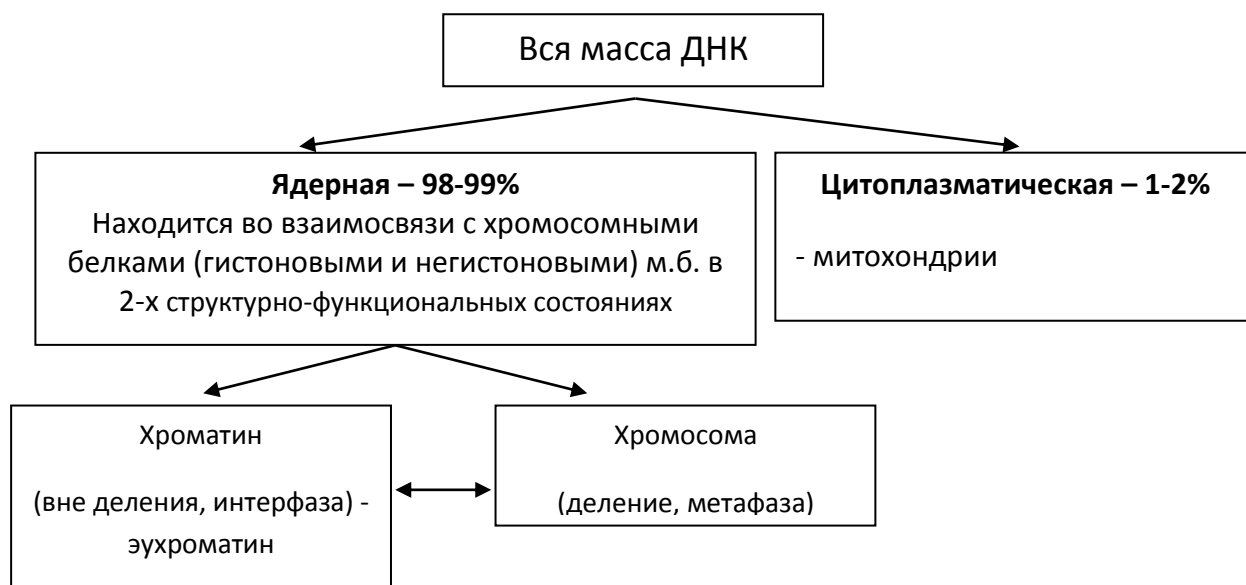 Вся масса ДНК
Ядерная – 98-99%
Находится во взаимосвязи с хромосомными
белками (гистоновыми и негистоновыми) м.б. в
2-х структурно-функциональных состояниях
Цитоплазматическая – 1-2%
- митохондрии
Хроматин
(вне деления, интерфаза) -
эухроматин
Хромосома
(деление, метафаза)